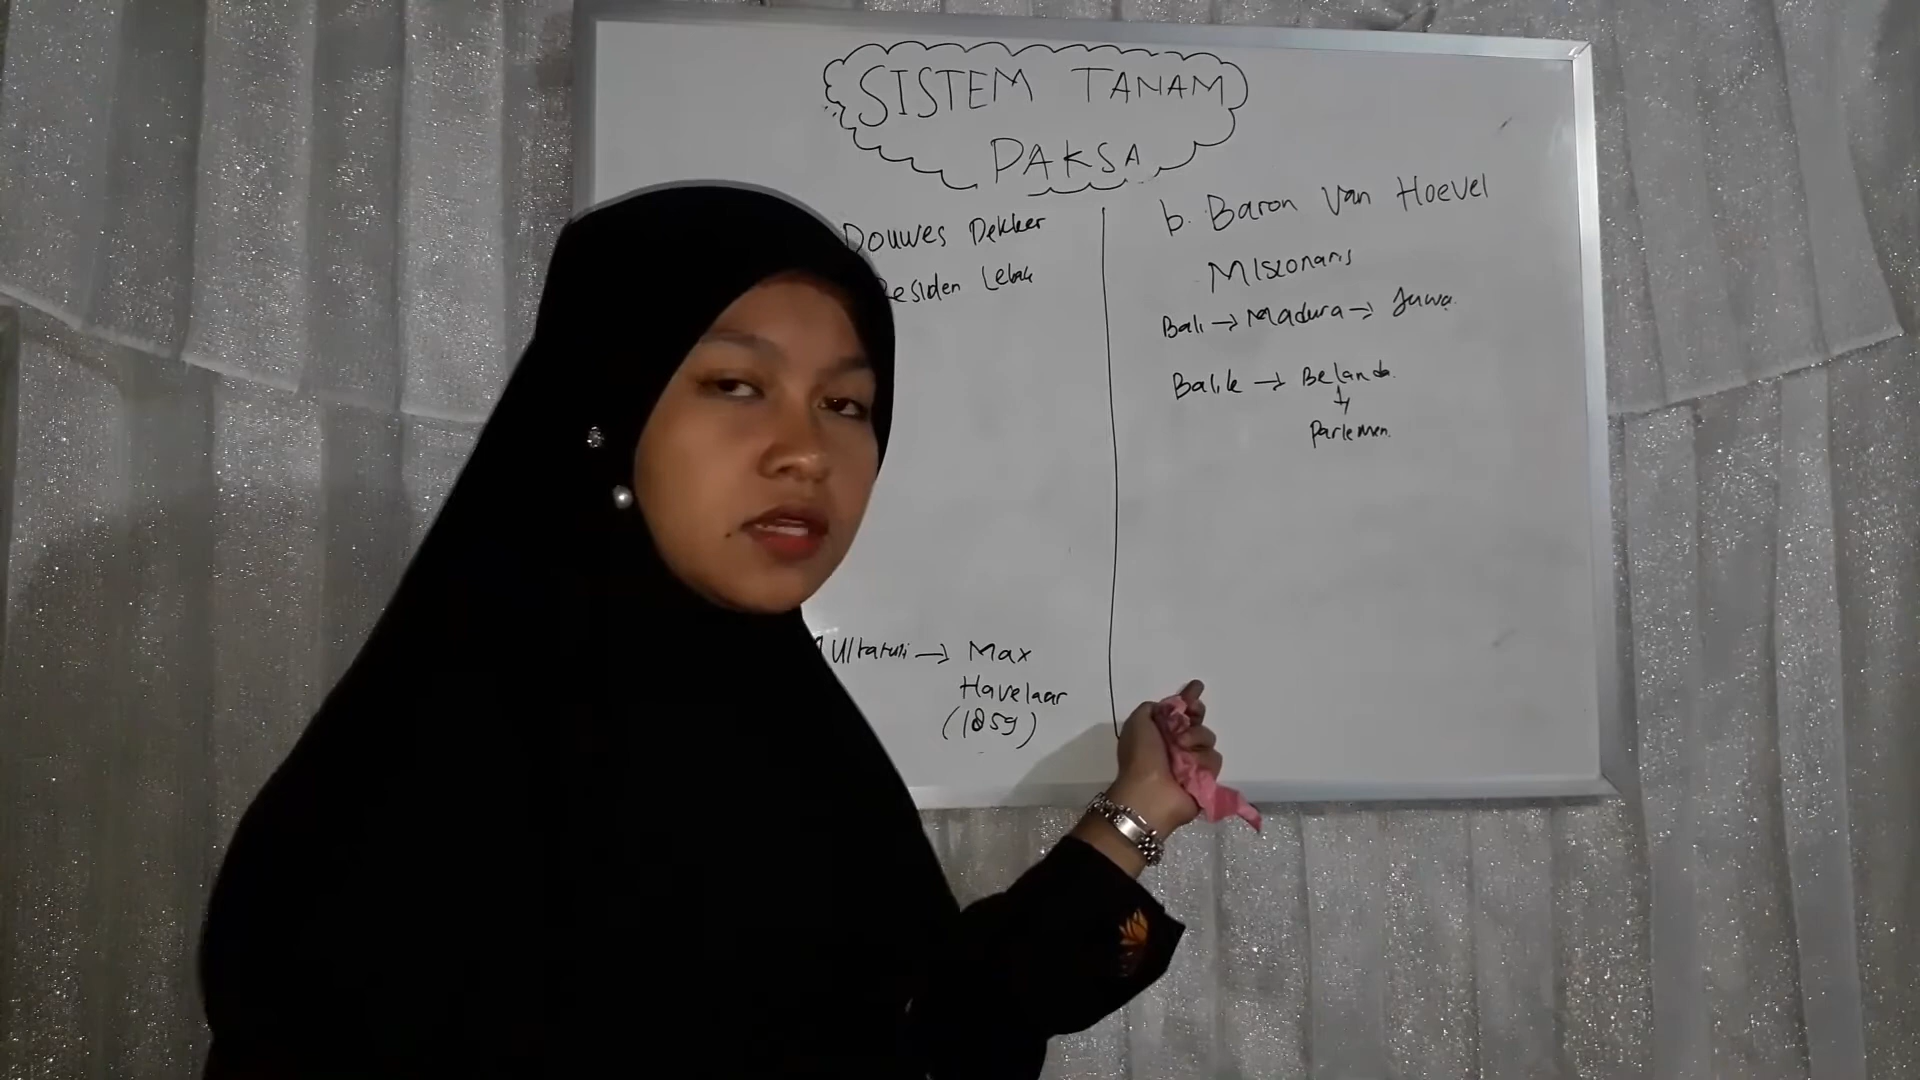 SISTEM TANAM
PAKSA
Douwes Dekker
Residen Lebak
Multatuli → Max
Havelaar
(1859)
b. Baron Van Hoevel
Misionaris
Bali → Madura → Jawa.
Balik → Belanda.
↓
Parlemen.